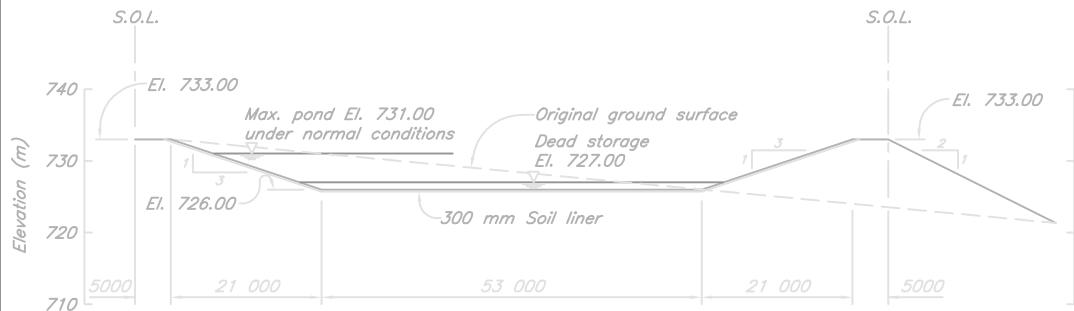 S.O.L.
S.O.L.
740
El. 733.00
Max. pond El. 731.00
under normal conditions
Original ground surface
Dead storage
El. 727.00
El. 733.00
730
1
3
1
3
2
1
El. 726.00
300 mm Soil liner
Elevation (m)
720
5000
21 000
53 000
21 000
5000
710